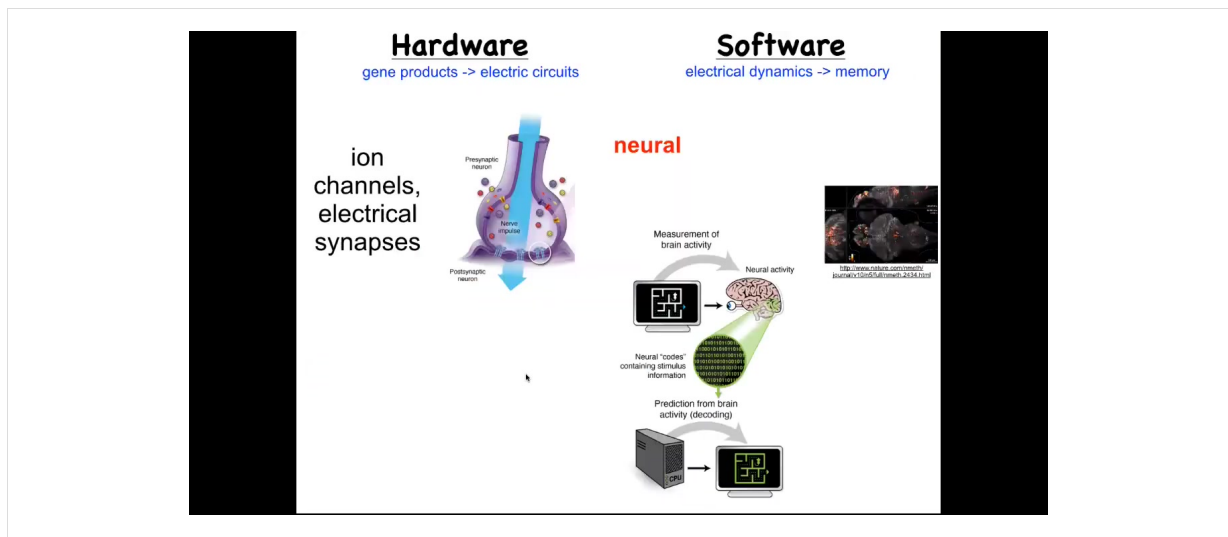 Hardware
gene products -> electric circuits
ion
channels,
electrical
synapses
Presynaptic
neuron
Nerve
impulse
Postsynaptic
neuron
Software
electrical dynamics -> memory
neural
Measurement of
brain activity
Neural activity
Neural "codes"
containing stimulus
information
Prediction from brain
activity (decoding)
CPU
http://www.nature.com/nmeth/
journal/v10/n5/full/nmeth.2434.html